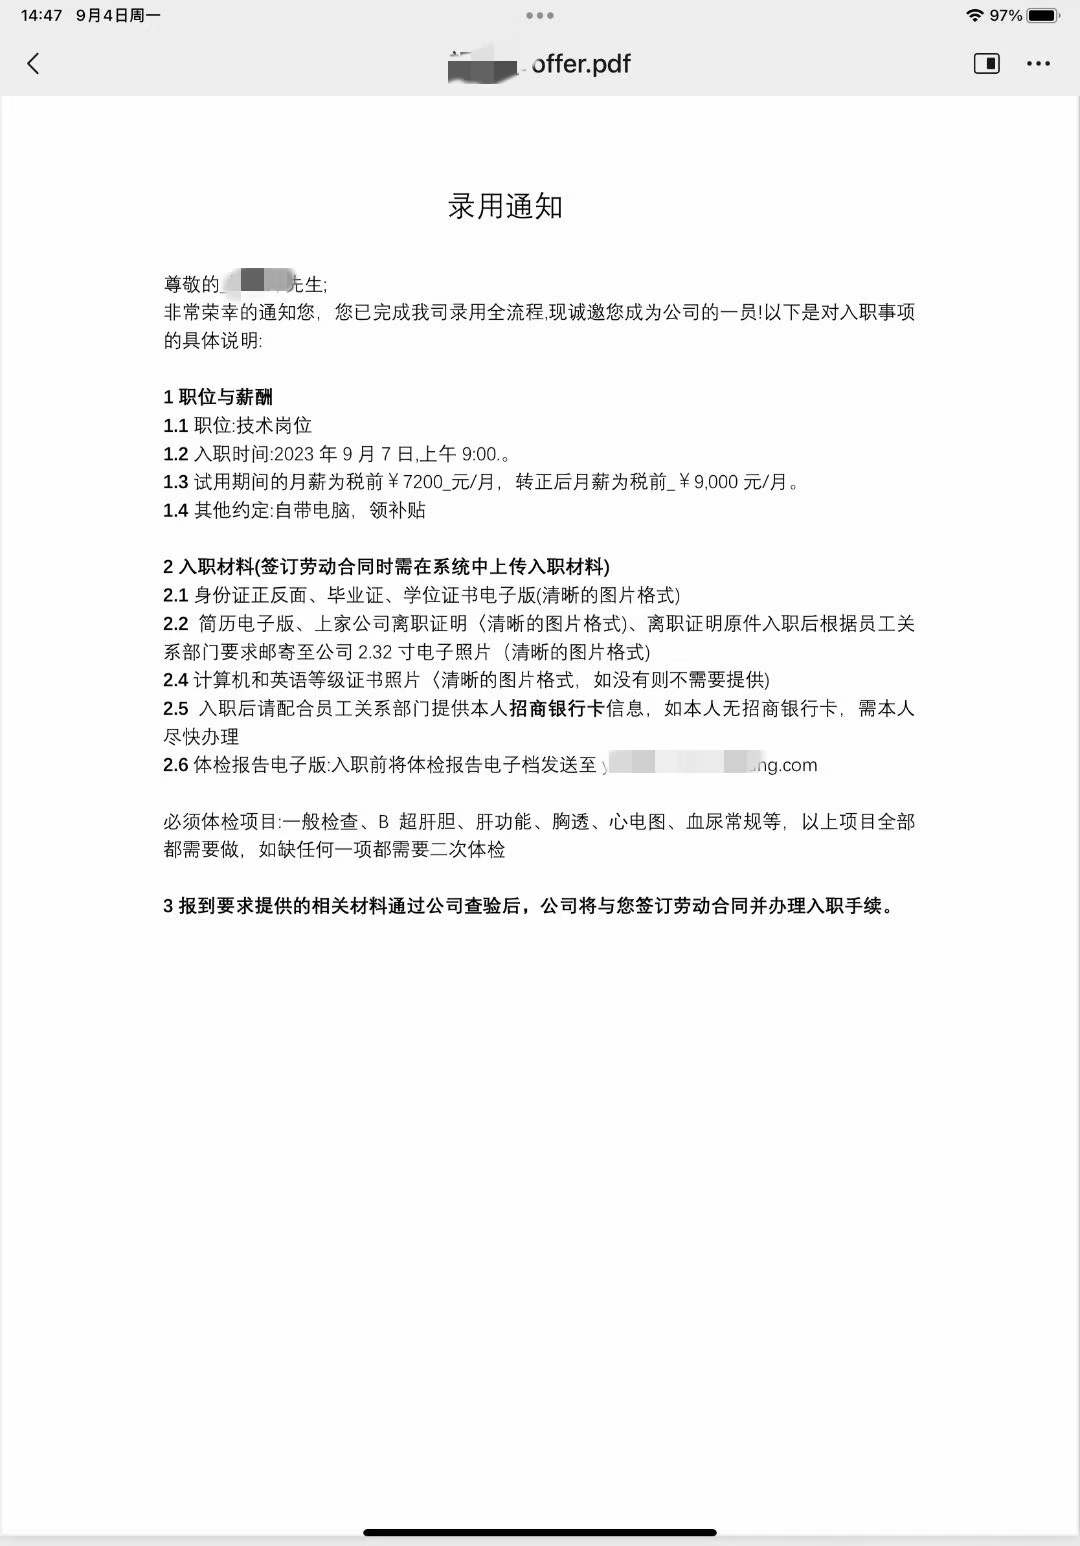 14:47 9月4日周一
97%
offer.pdf
录用通知
尊敬的_先生;
非常荣幸的通知您，您已完成我司录用全流程,现诚邀您成为公司的一员!以下是对入职事项
的具体说明:
1 职位与薪酬
1.1 职位:技术岗位
1.2 入职时间:2023 年 9 月 7 日,上午 9:00.。
1.3 试用期间的月薪为税前￥7200_元/月，转正后月薪为税前_￥9,000 元/月。
1.4 其他约定:自带电脑，领补贴
2 入职材料(签订劳动合同时需在系统中上传入职材料)
2.1 身份证正反面、毕业证、学位证书电子版(清晰的图片格式)
2.2 简历电子版、上家公司离职证明〈清晰的图片格式)、离职证明原件入职后根据员工关
系部门要求邮寄至公司 2.32 寸电子照片（清晰的图片格式)
2.4 计算机和英语等级证书照片〈清晰的图片格式，如没有则不需要提供)
2.5 入职后请配合员工关系部门提供本人招商银行卡信息，如本人无招商银行卡，需本人
尽快办理
2.6 体检报告电子版:入职前将体检报告电子档发送至 ng.com
必须体检项目:一般检查、B 超肝胆、肝功能、胸透、心电图、血尿常规等，以上项目全部
都需要做，如缺任何一项都需要二次体检
3 报到要求提供的相关材料通过公司查验后，公司将与您签订劳动合同并办理入职手续。